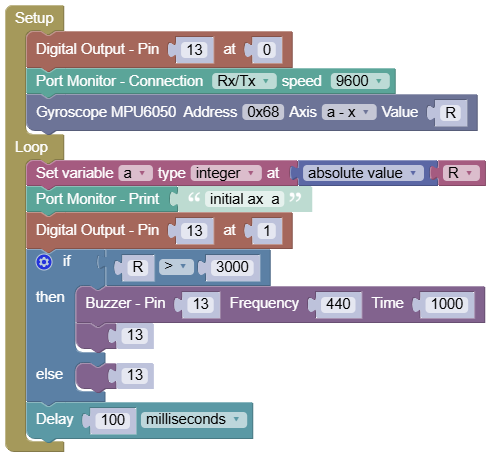 Setup
Digital Output - Pin 13 at 0
Port Monitor - Connection Rx/Tx speed 9600
Gyroscope MPU6050 Address 0x68 Axis a - x Value R
Loop
Set variable a type integer at absolute value R
Port Monitor - Print “ initial ax a ”
Digital Output - Pin 13 at 1
if R > 3000
then Buzzer - Pin 13 Frequency 440 Time 1000
13
else 13
Delay 100 milliseconds